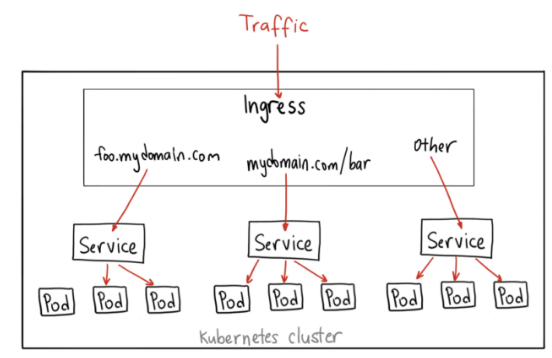 Traffic
Ingress
foo.mydomain.com mydomain.com/bar Other
Service Service Service
Pod Pod Pod Pod Pod Pod Pod Pod Pod
Kubernetes cluster